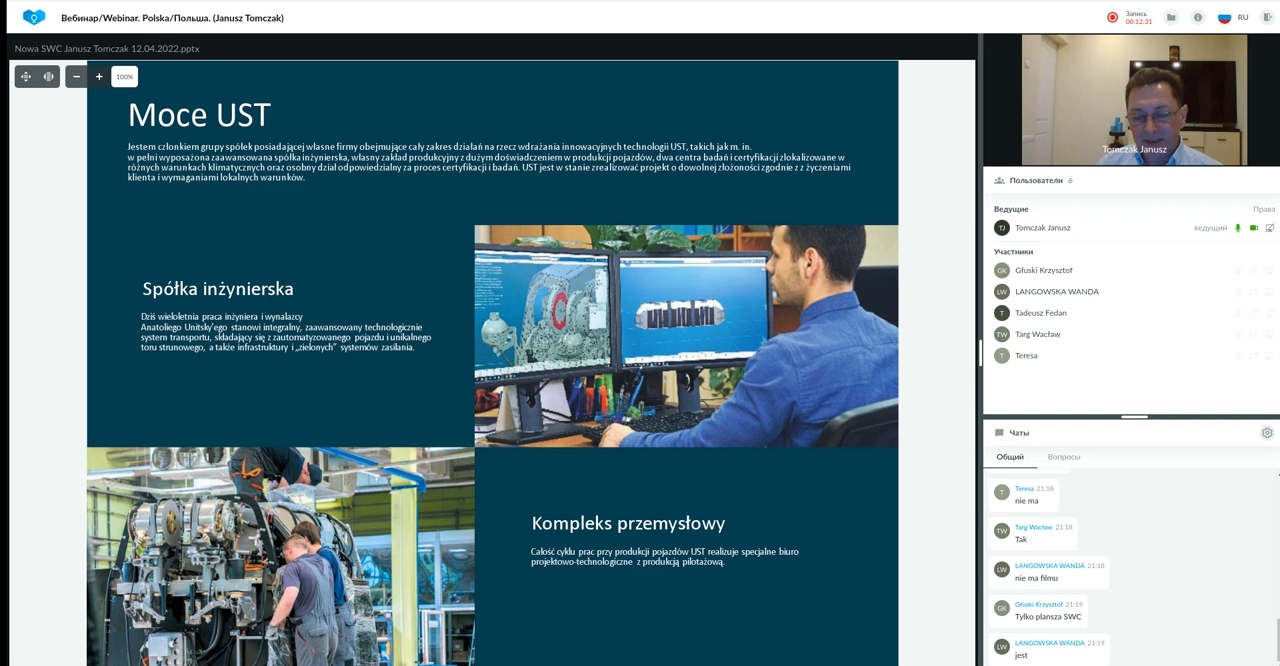 Вебинар/Webinar. Polska/Польша. (Janusz Tomczak)
Запись
00:12:31
RU
Nowa SWC Janusz Tomczak 12.04.2022.pptx
100%
Moce UST
Jestem członkiem grupy spółek posiadającej własne firmy obejmujące cały zakres działań na rzecz wdrażania innowacyjnych technologii UST, takich jak m. in.
w pełni wyposażona zaawansowana spółka inżynierska, własny zakład produkcyjny z dużym doświadczeniem w produkcji pojazdów, dwa centra badań i certyfikacji zlokalizowane w
różnych warunkach klimatycznych oraz osobny dział odpowiedzialny za proces certyfikacji i badań. UST jest w stanie zrealizować projekt o dowolnej złożoności zgodnie z z życzeniami
klienta i wymaganiami lokalnych warunków.
Spółka inżynierska
Dziś wieloletnia praca inżyniera i wynalazcy
Anatoliego Unitsky'ego stanowi integralny, zaawansowany technologicznie
system transportu, składający się z zautomatyzowanego pojazdu i unikalnego
toru strunowego, a także infrastruktury i „zielonych” systemów zasilania.
Kompleks przemysłowy
Całość cyklu prac przy produkcji pojazdów UST realizuje specjalne biuro
projektowo-technologiczne z produkcją pilotażową.
Tomczak Janusz
Пользователи 6
Ведущие
Права
TJ
Tomczak Janusz
ведущий
Участники
GK
Głuski Krzysztof
LW
LANGOWSKA WANDA
T
Tadeusz Fedan
TW
Targ Wacław
T
Teresa
Чаты
Общий
Вопросы
T
Teresa 21:18
nie ma
TW
Targ Wacław 21:18
Tak
LW
LANGOWSKA WANDA 21:18
nie ma filmu
GK
Głuski Krzysztof 21:19
Tylko plansza SWC
LW
LANGOWSKA WANDA 21:19
jest